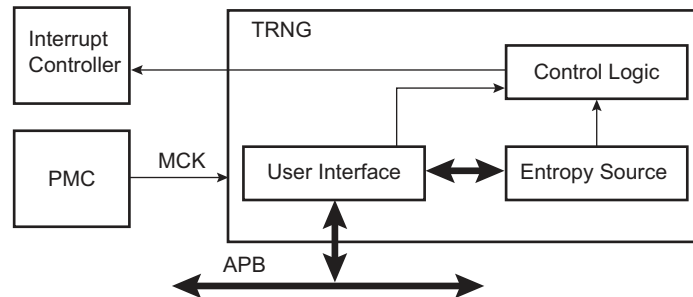 TRNG
Interrupt
Controller
Control Logic
MCK
PMC
User Interface
Entropy Source
APB